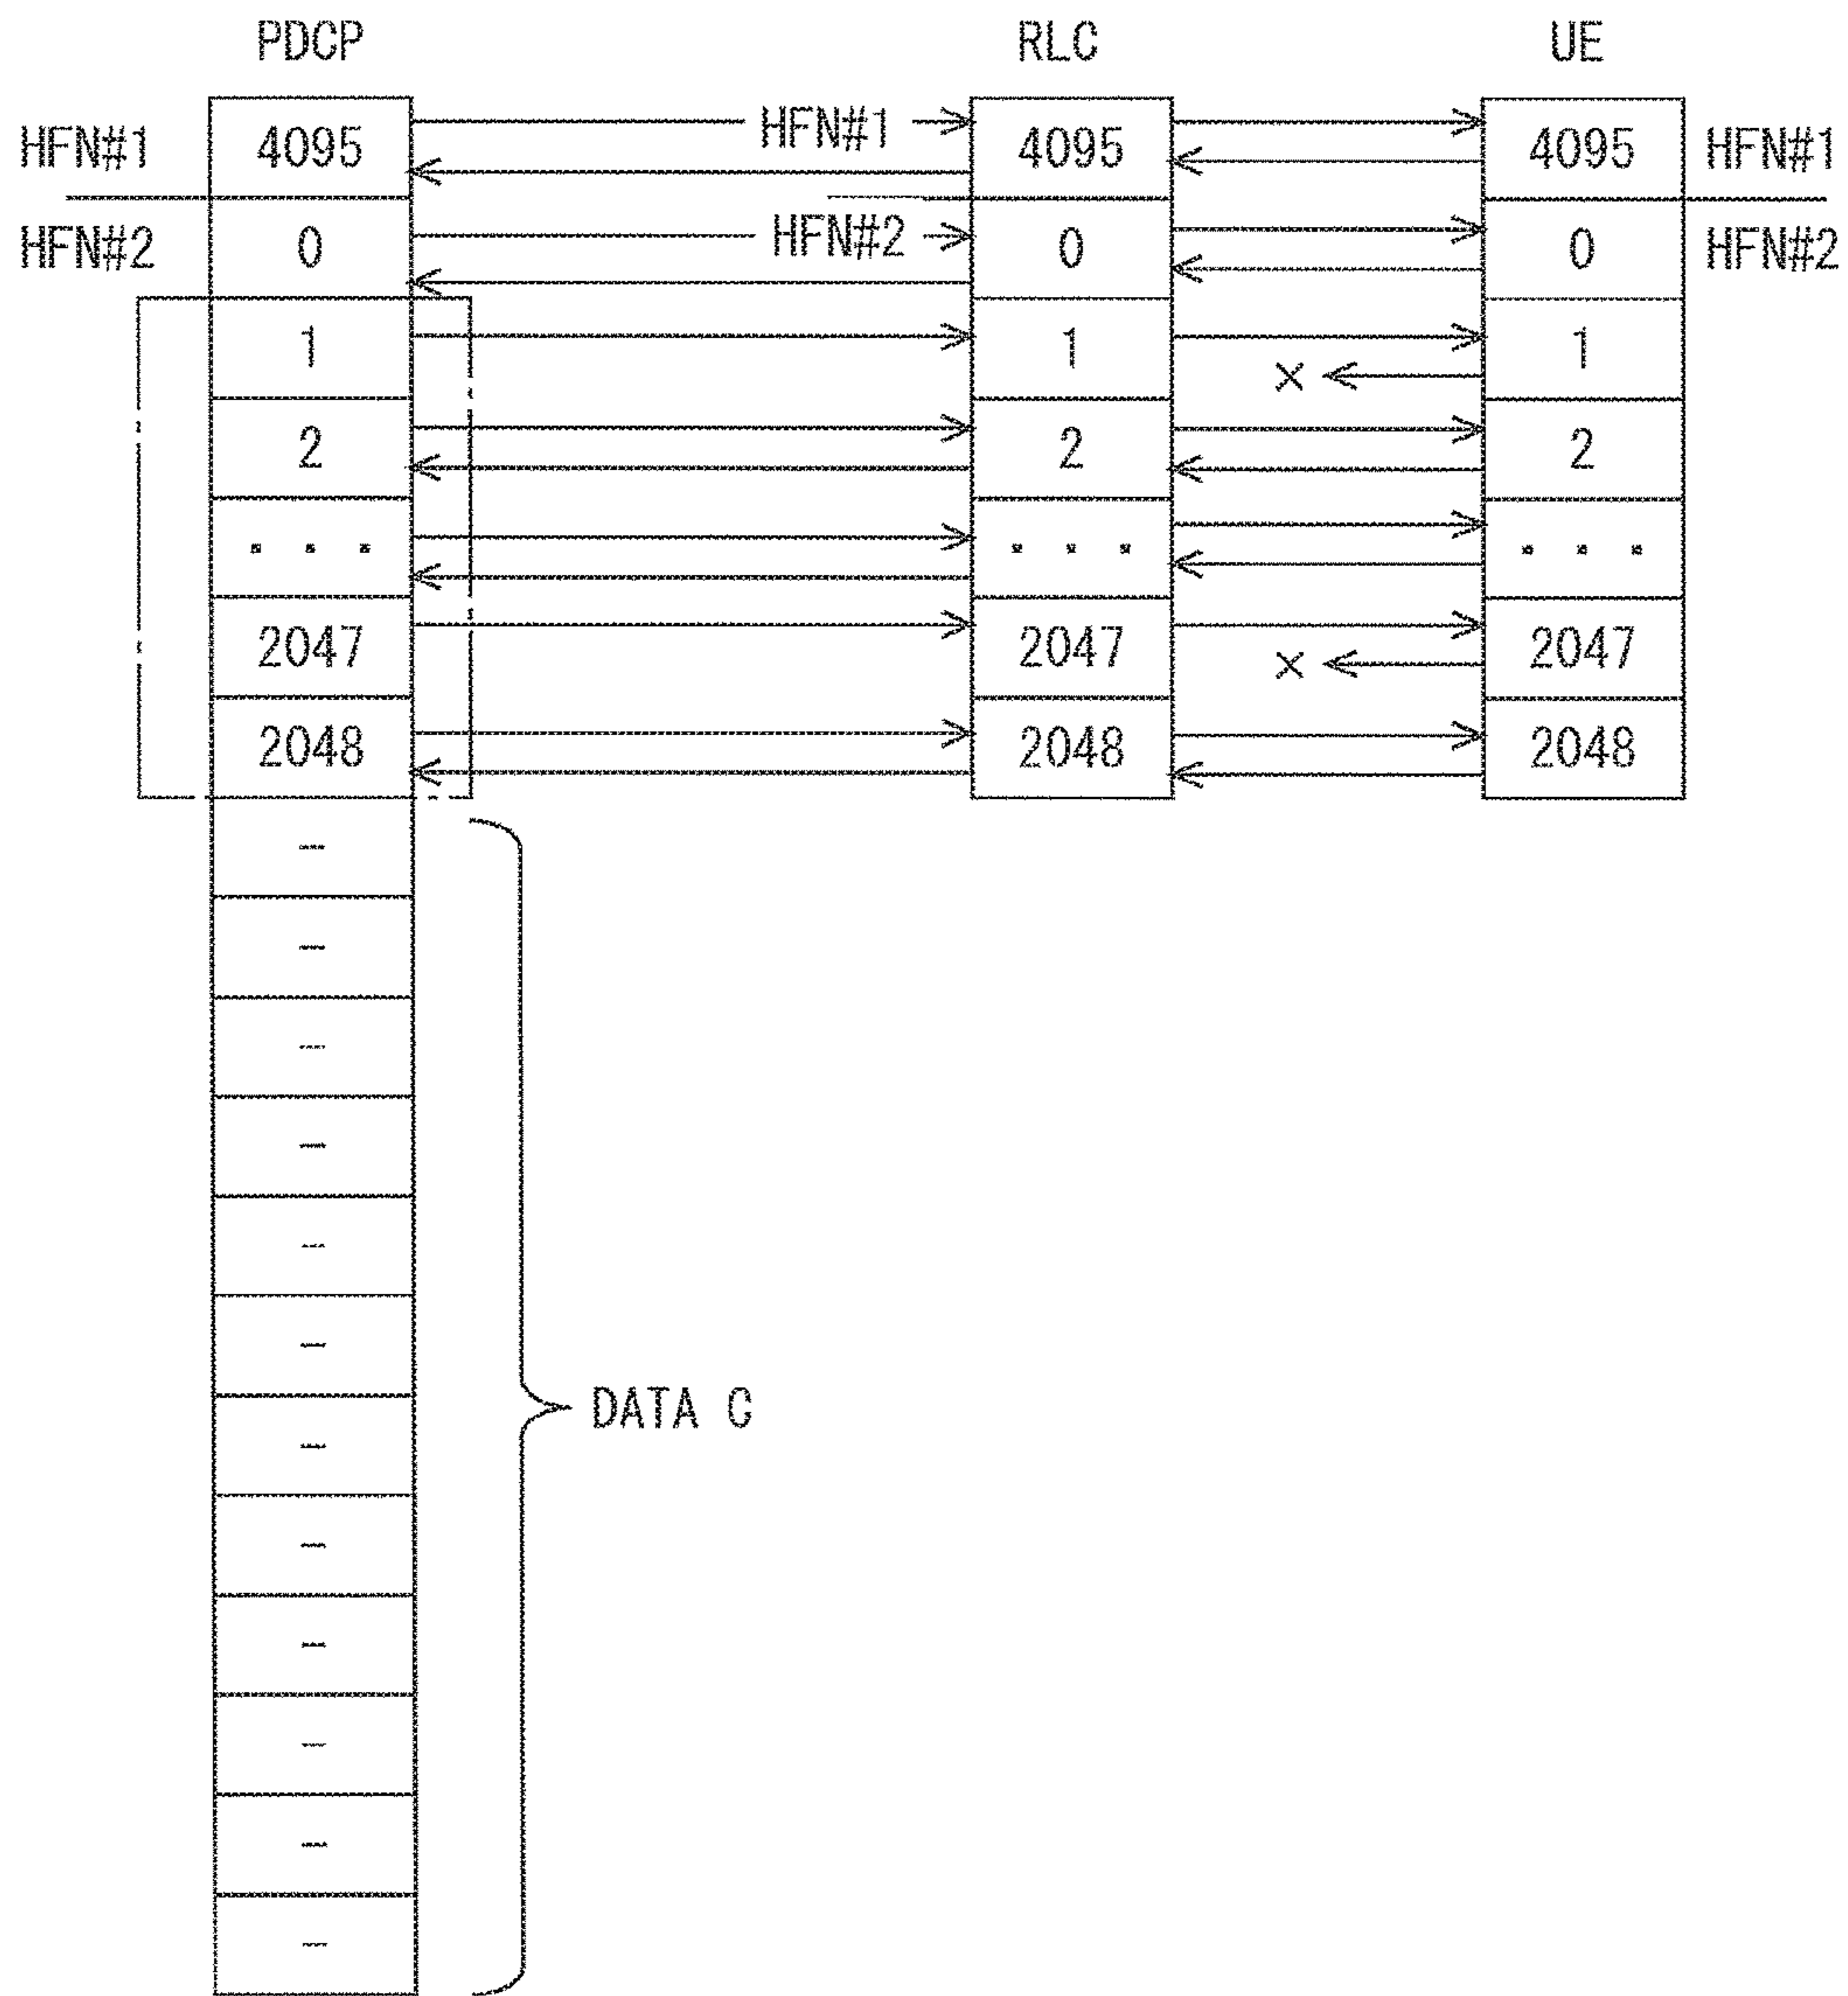 PDCP RLC UE
HFN#1 4095 HFN#1 4095 4095 HFN#1
HFN#2 0 HFN#2 0 0 HFN#2
1 1 × 1
2 2 2
. . . . . . . . .
2047 2047 × 2047
2048 2048 2048
-
-
-
-
-
-
- DATA C
-
-
-
-
-